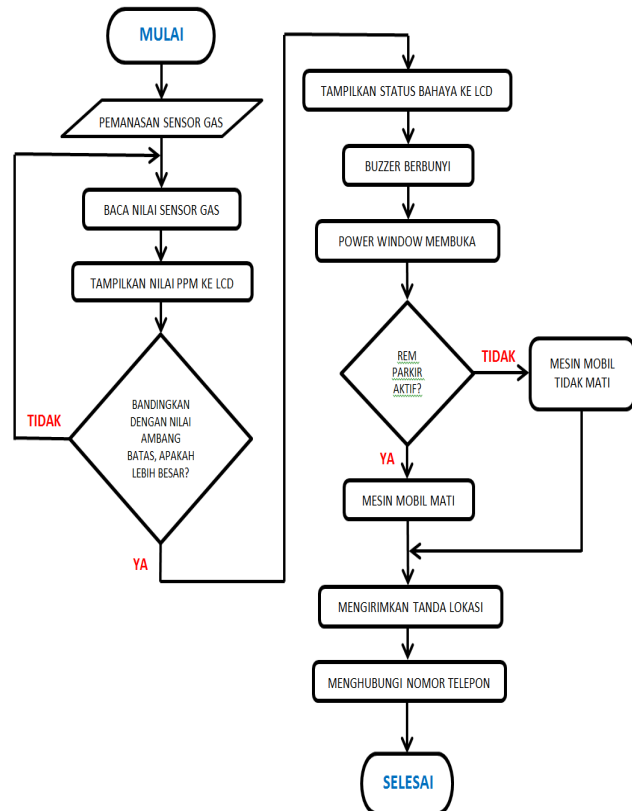 MULAI
PEMANASAN SENSOR GAS
BACA NILAI SENSOR GAS
TAMPILKAN NILAI PPM KE LCD
BANDINGKAN
DENGAN NILAI
AMBANG
BATAS, APAKAH
LEBIH BESAR?
TIDAK
YA
TAMPILKAN STATUS BAHAYA KE LCD
BUZZER BERBUNYI
POWER WINDOW MEMBUKA
REM
PARKIR
AKTIF?
TIDAK
MESIN MOBIL
TIDAK MATI
YA
MESIN MOBIL MATI
MENGIRIMKAN TANDA LOKASI
MENGHUBUNGI NOMOR TELEPON
SELESAI